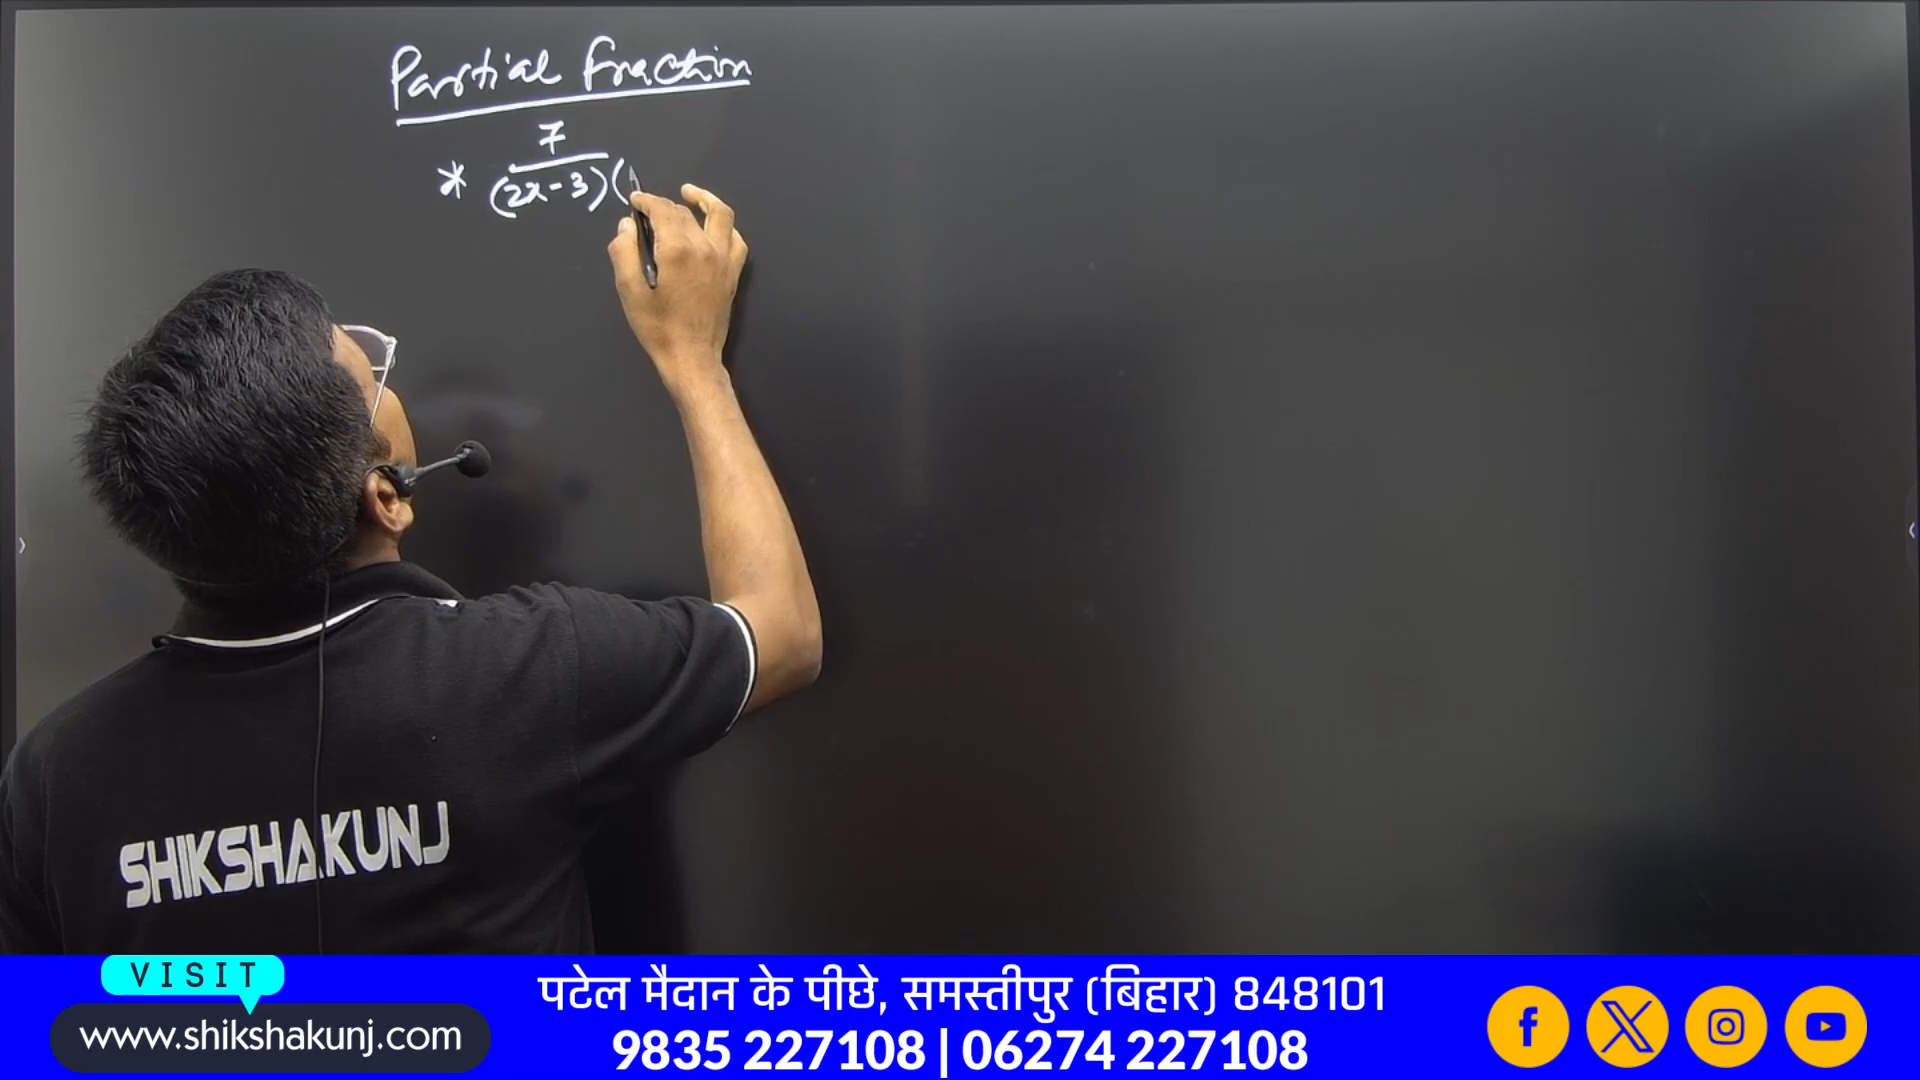 Partial Fraction
7
* (2x-3)(
SHIKSHAKUNJ
VISIT
www.shikshakunj.com
पटेल मैदान के पीछे, समस्तीपुर (बिहार) 848101
9835 227108 | 06274 227108